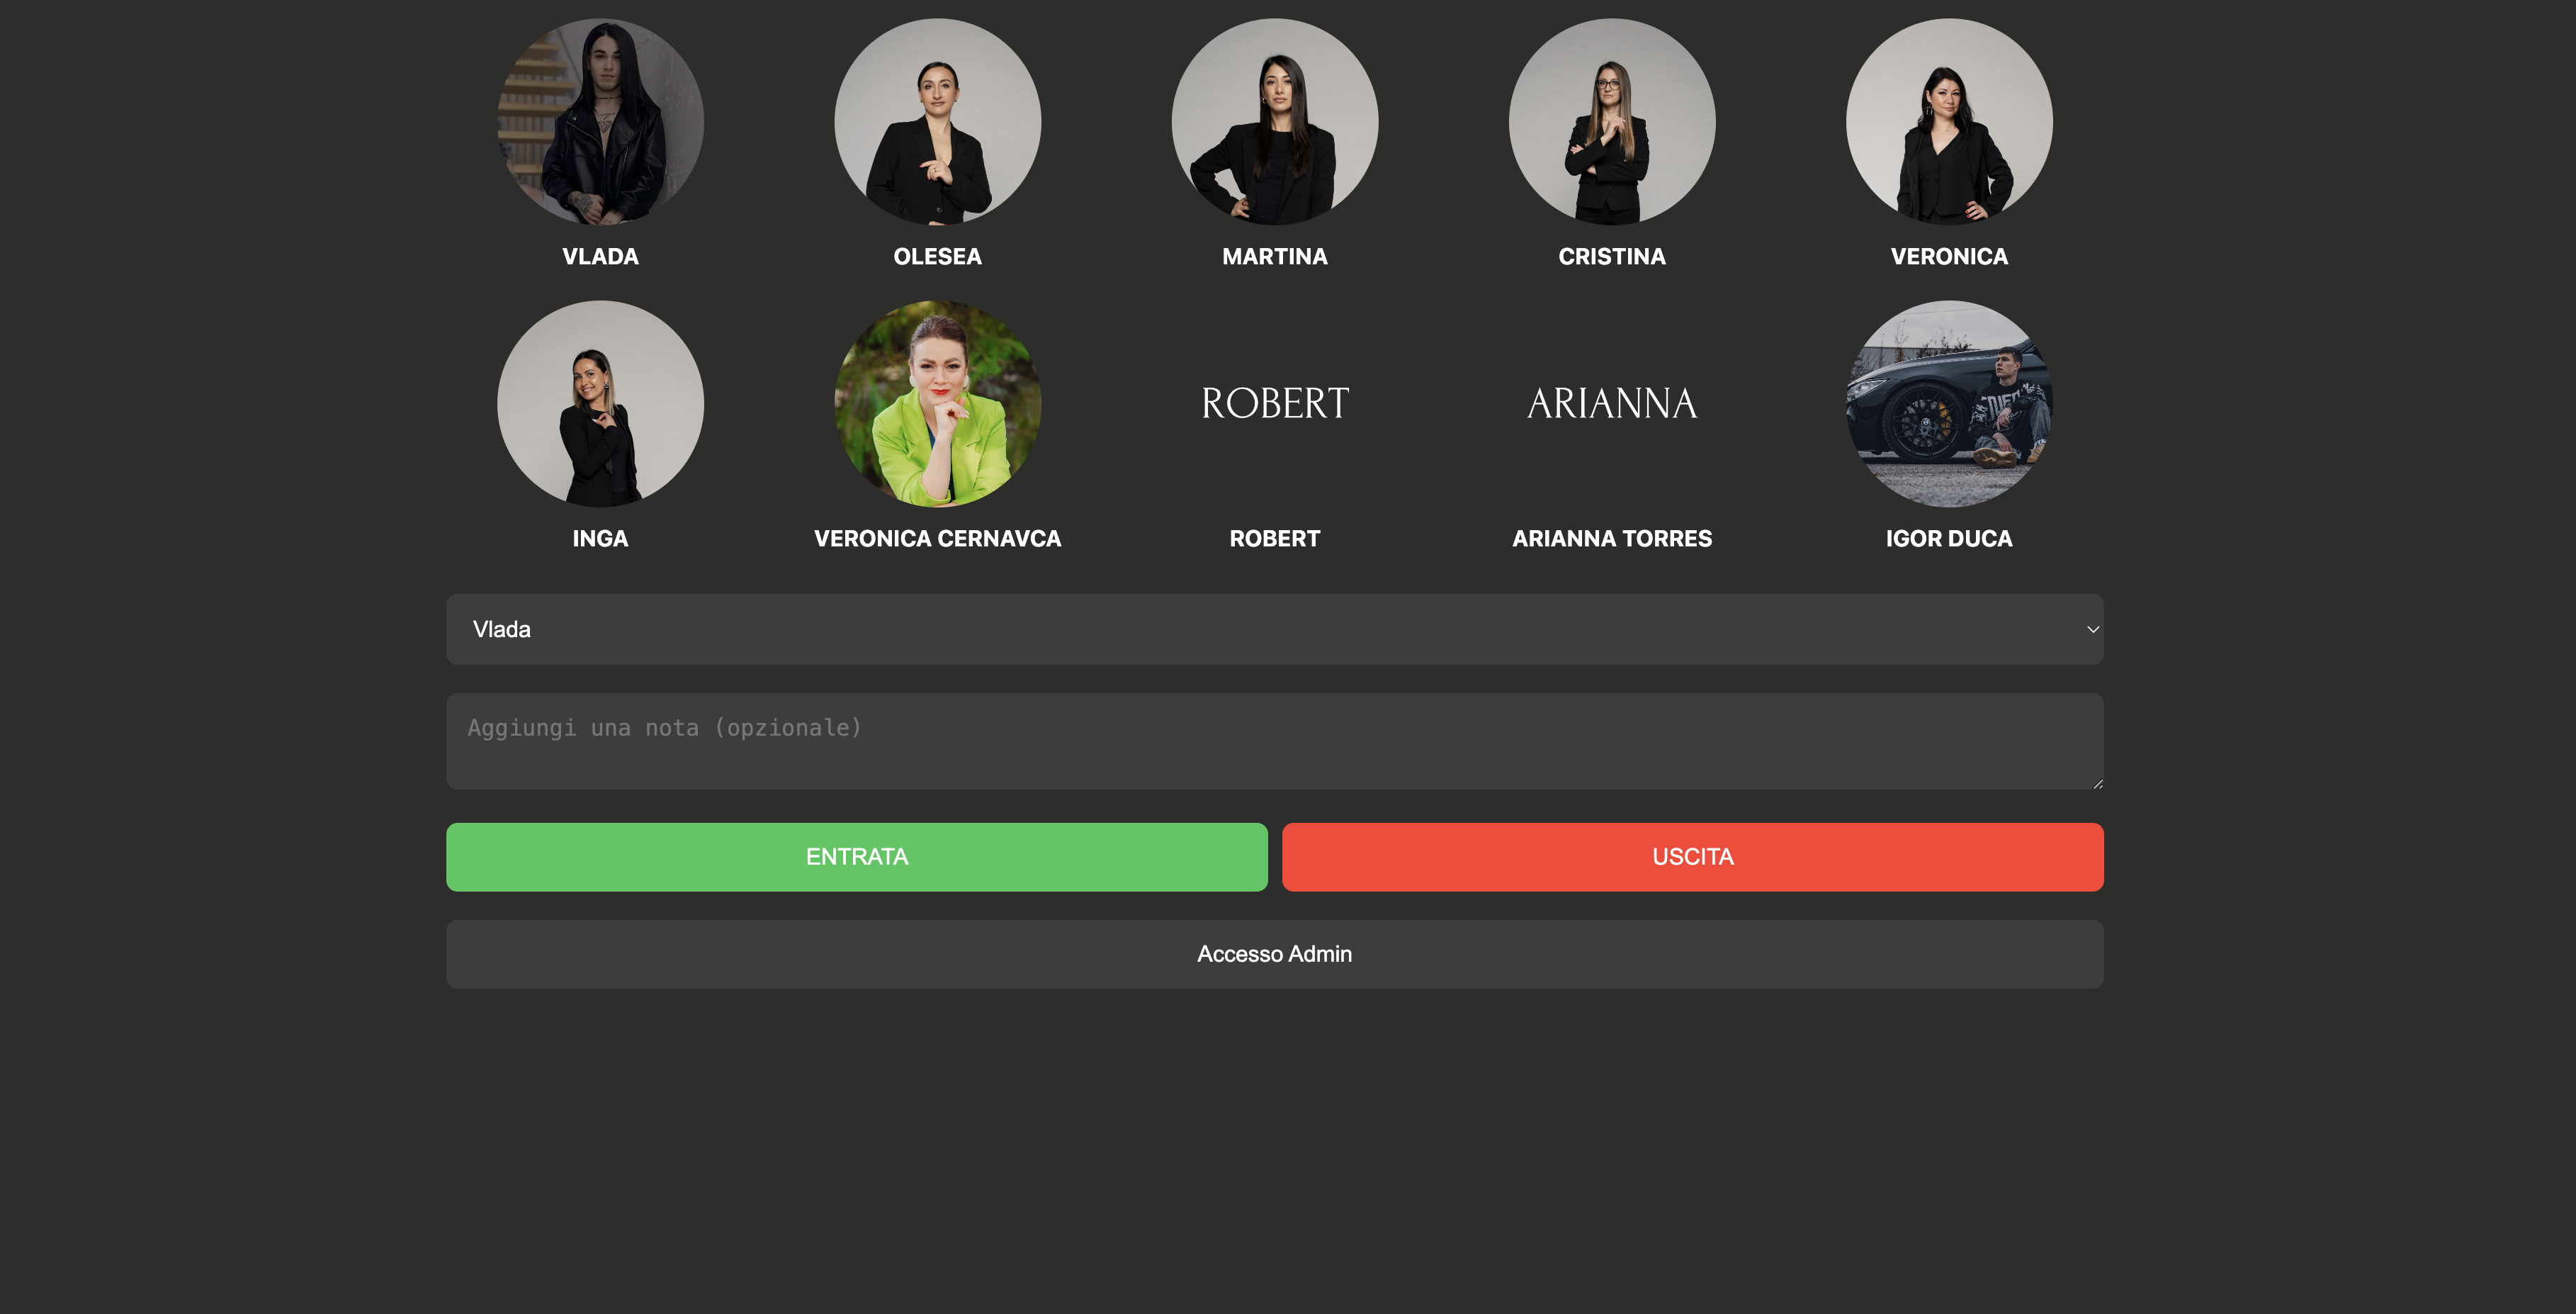 VLADA
OLESEA
MARTINA
CRISTINA
VERONICA
ROBERT
ARIANNA
INGA
VERONICA CERNAVCA
ROBERT
ARIANNA TORRES
IGOR DUCA
Vlada
Aggiungi una nota (opzionale)
ENTRATA
USCITA
Accesso Admin